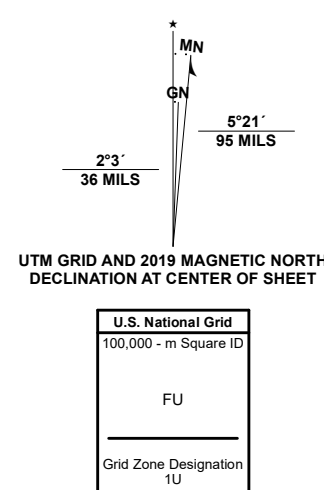 ★
MN
GN
5°21´
95 MILS
2°3´
36 MILS
UTM GRID AND 2019 MAGNETIC NORTH
DECLINATION AT CENTER OF SHEET
U.S. National Grid
100,000 - m Square ID
FU
Grid Zone Designation
1U